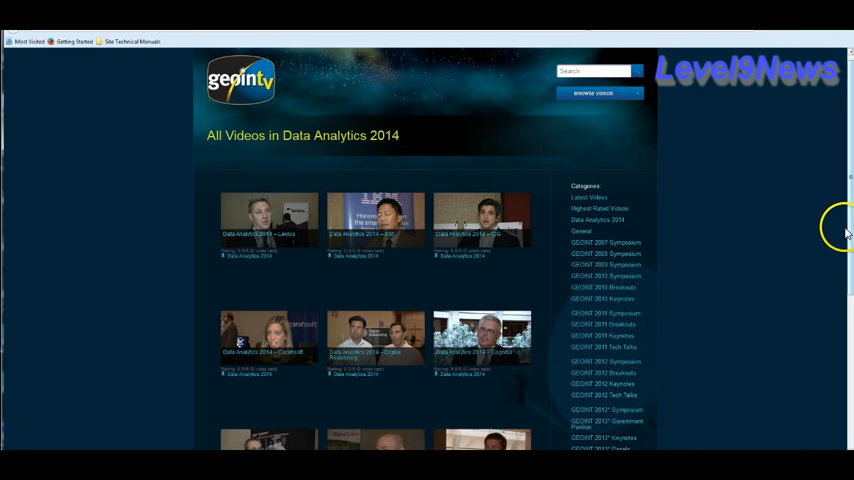 Most Visited
Getting Started
Site Technical Manuals
Level9News
geointv
Search
BROWSE VIDEOS
All Videos in Data Analytics 2014
Data Analytics 2014 – Leidos
Data Analytics 2014 – IBM
Data Analytics 2014 – ICG
Data Analytics 2014
Data Analytics 2014
Data Analytics 2014
Data Analytics 2014 – Carahsoft
Data Analytics 2014 – Digital
Reasoning
Data Analytics 2014 – Cognitio
Data Analytics 2014
Data Analytics 2014
Data Analytics 2014
Categories:
Latest Videos
Highest Rated Videos
Data Analytics 2014
General
GEOINT 2007 Symposium
GEOINT 2008 Symposium
GEOINT 2009 Symposium
GEOINT 2010 Symposium
GEOINT 2010 Breakouts
GEOINT 2010 Keynotes
GEOINT 2011 Symposium
GEOINT 2011 Breakouts
GEOINT 2011 Keynotes
GEOINT 2011 Tech Talks
GEOINT 2012 Symposium
GEOINT 2012 Breakouts
GEOINT 2012 Keynotes
GEOINT 2012 Tech Talks
GEOINT 2013* Symposium
GEOINT 2013* Government
Pavilion
GEOINT 2013* Keynotes